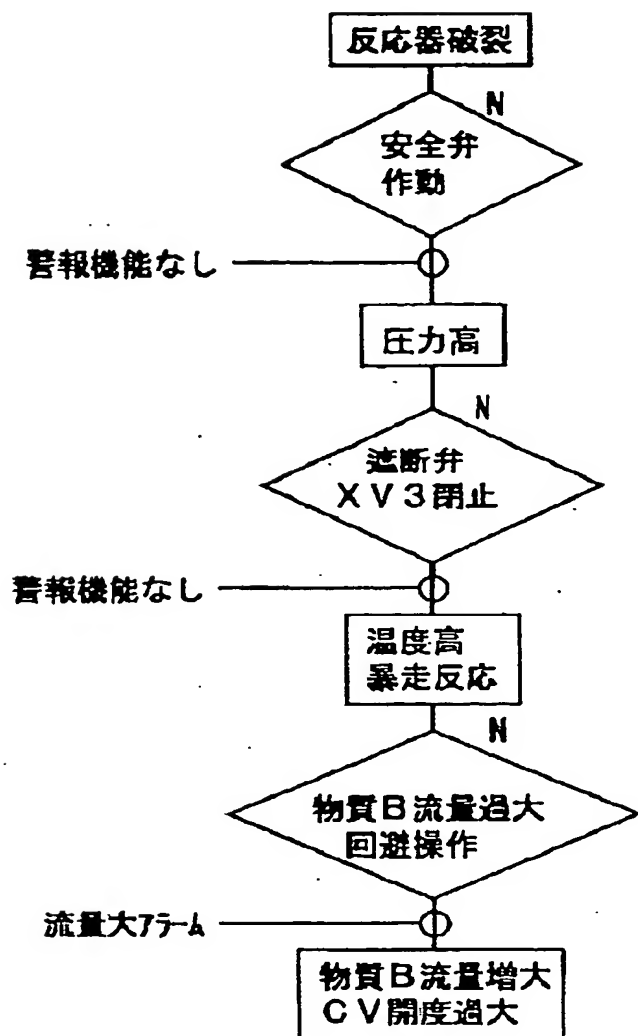 反応器破裂
N
安全弁
作動
警報機能なし
圧力高
N
遮断弁
XV3閉止
警報機能なし
温度高
暴走反応
N
物質B流量過大
回避操作
流量大アラーム
物質B流量増大
CV開度過大